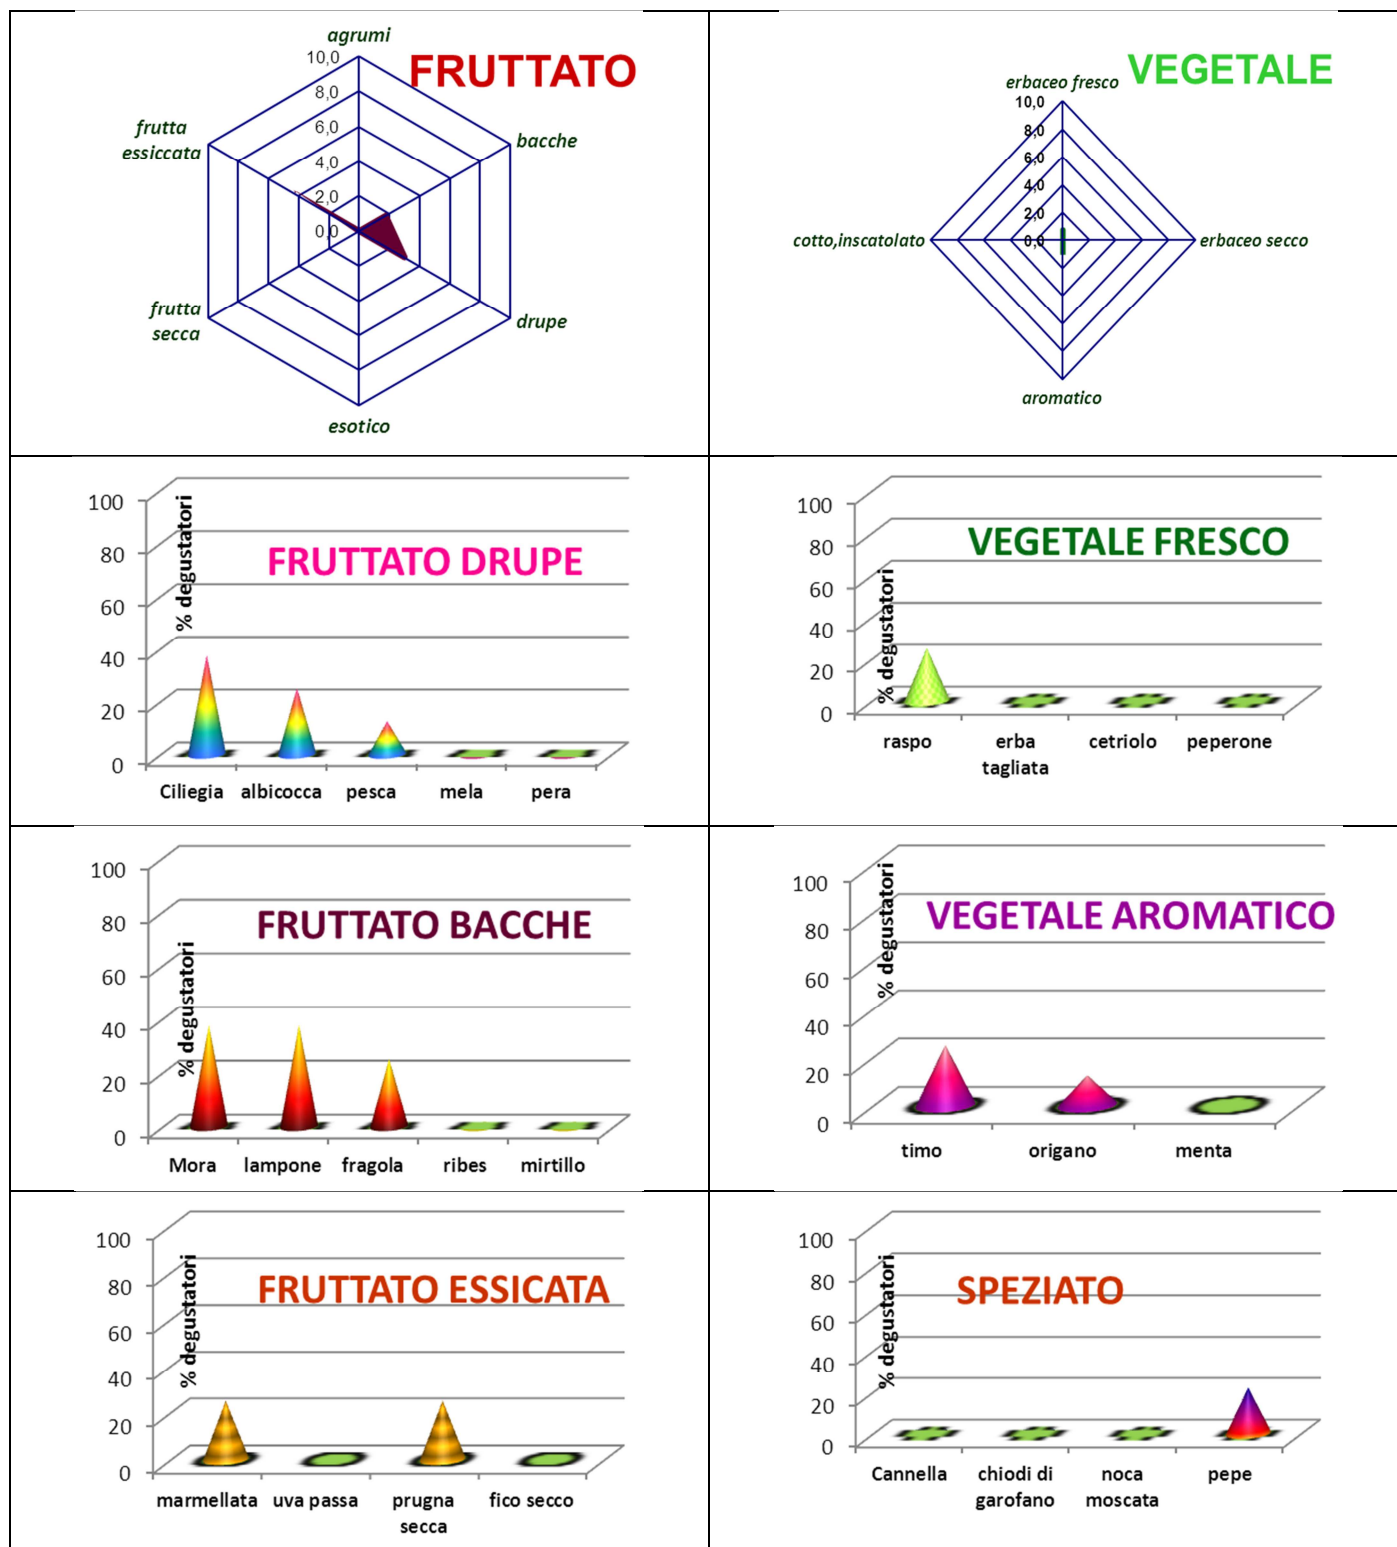 FRUTTATO
agrumi
10,0
8,0
6,0
4,0
2,0
0,0
bacche
drupe
esotico
frutta
secca
frutta
essiccata
VEGETALE
erbaceo fresco
10,0
8,0
6,0
4,0
2,0
0,0
erbaceo secco
aromatico
cotto,inscatolato
FRUTTATO DRUPE
% degustatori
100
80
60
40
20
0
Ciliegia
albicocca
pesca
mela
pera
VEGETALE FRESCO
% degustatori
100
80
60
40
20
0
raspo
erba
tagliata
cetriolo
peperone
FRUTTATO BACCHE
% degustatori
100
80
60
40
20
0
Mora
lampone
fragola
ribes
mirtillo
VEGETALE AROMATICO
% degustatori
100
80
60
40
20
0
timo
origano
menta
FRUTTATO ESSICATA
% degustatori
100
80
60
40
20
0
marmellata
uva passa
prugna
secca
fico secco
SPEZIATO
% degustatori
100
80
60
40
20
0
Cannella
chiodi di
garofano
noca
moscata
pepe